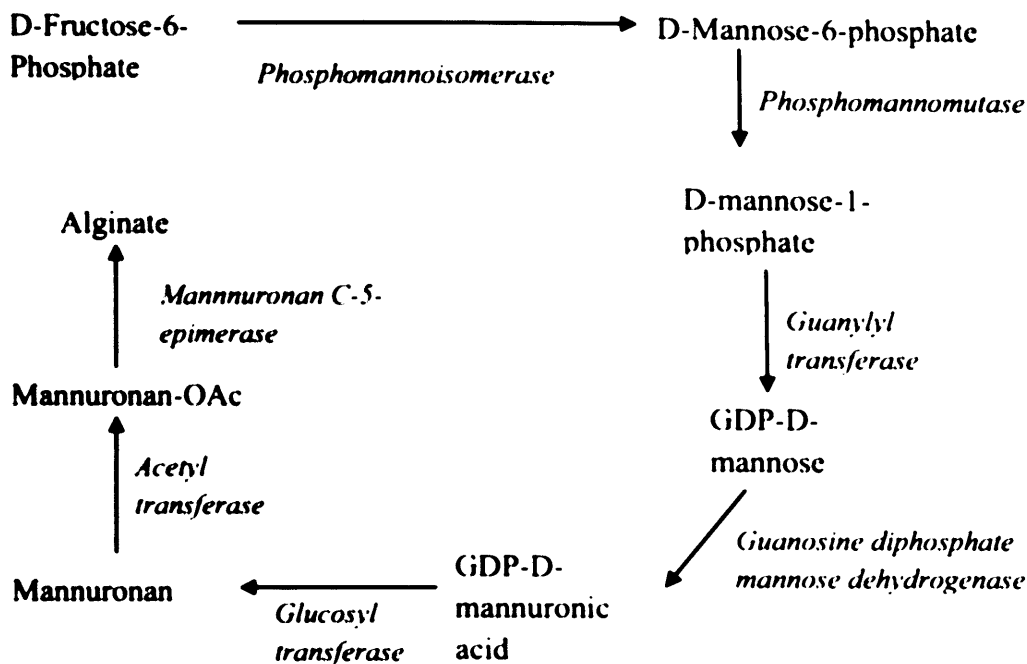 D-Fructose-6-
Phosphate
Phosphomannoisomerase
D-Mannose-6-phosphate
Phosphomannomutase
D-mannose-1-
phosphate
Guanylyl
transferase
GDP-D-
mannose
Guanosine diphosphate
mannose dehydrogenase
GDP-D-
mannuronic
acid
Glucosyl
transferase
Mannuronan
Acetyl
transferase
Mannuronan-OAc
Mannnuronan C-5-
epimerase
Alginate